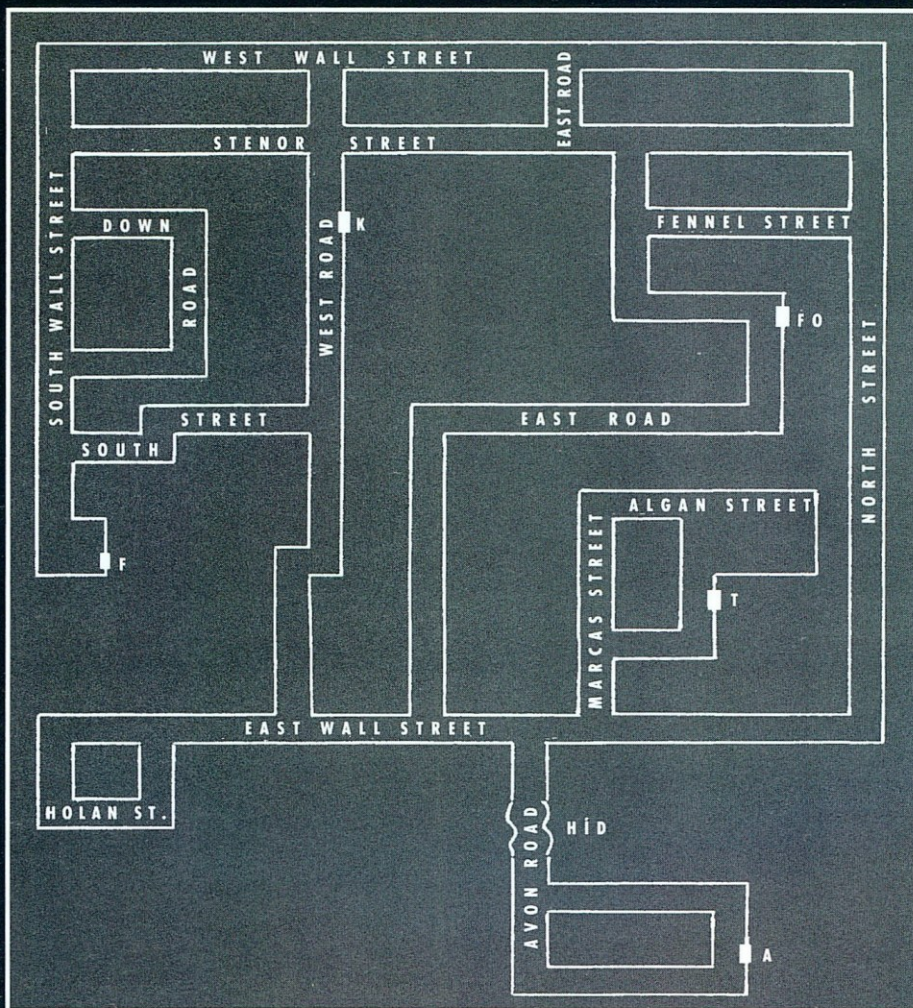 WEST WALL STREET
EAST ROAD
STENOR STREET
SOUTH WALL STREET
DOWN
ROAD
WEST ROAD
K
FENNEL STREET
FO
NORTH STREET
STREET
SOUTH
EAST ROAD
F
ALGAN STREET
MARCAS STREET
T
EAST WALL STREET
HOLAN ST.
AVON ROAD
HÍD
A